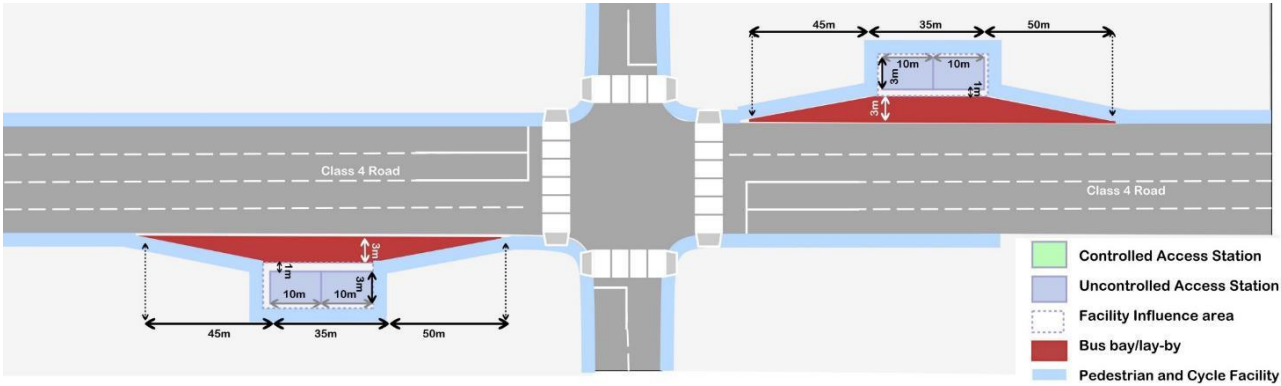 45m 35m 50m
10m 10m
3m
1m
3m
Class 4 Road
Class 4 Road
3m
1m
3m
10m 10m
45m 35m 50m
Controlled Access Station
Uncontrolled Access Station
Facility Influence area
Bus bay/lay-by
Pedestrian and Cycle Facility